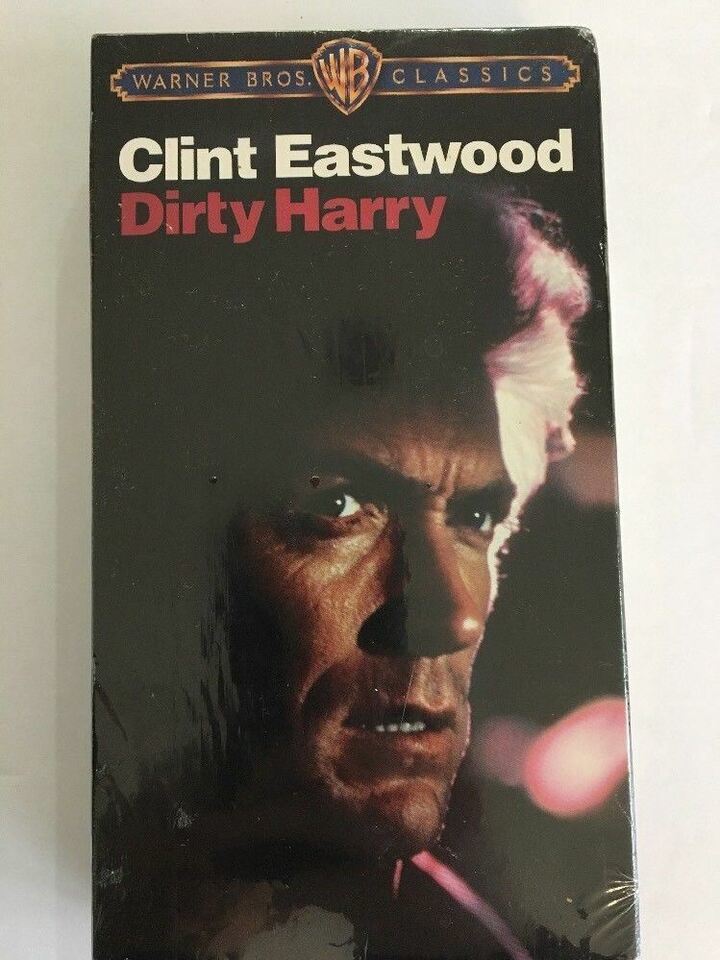 WARNER BROS. WB CLASSICS
Clint Eastwood
Dirty Harry